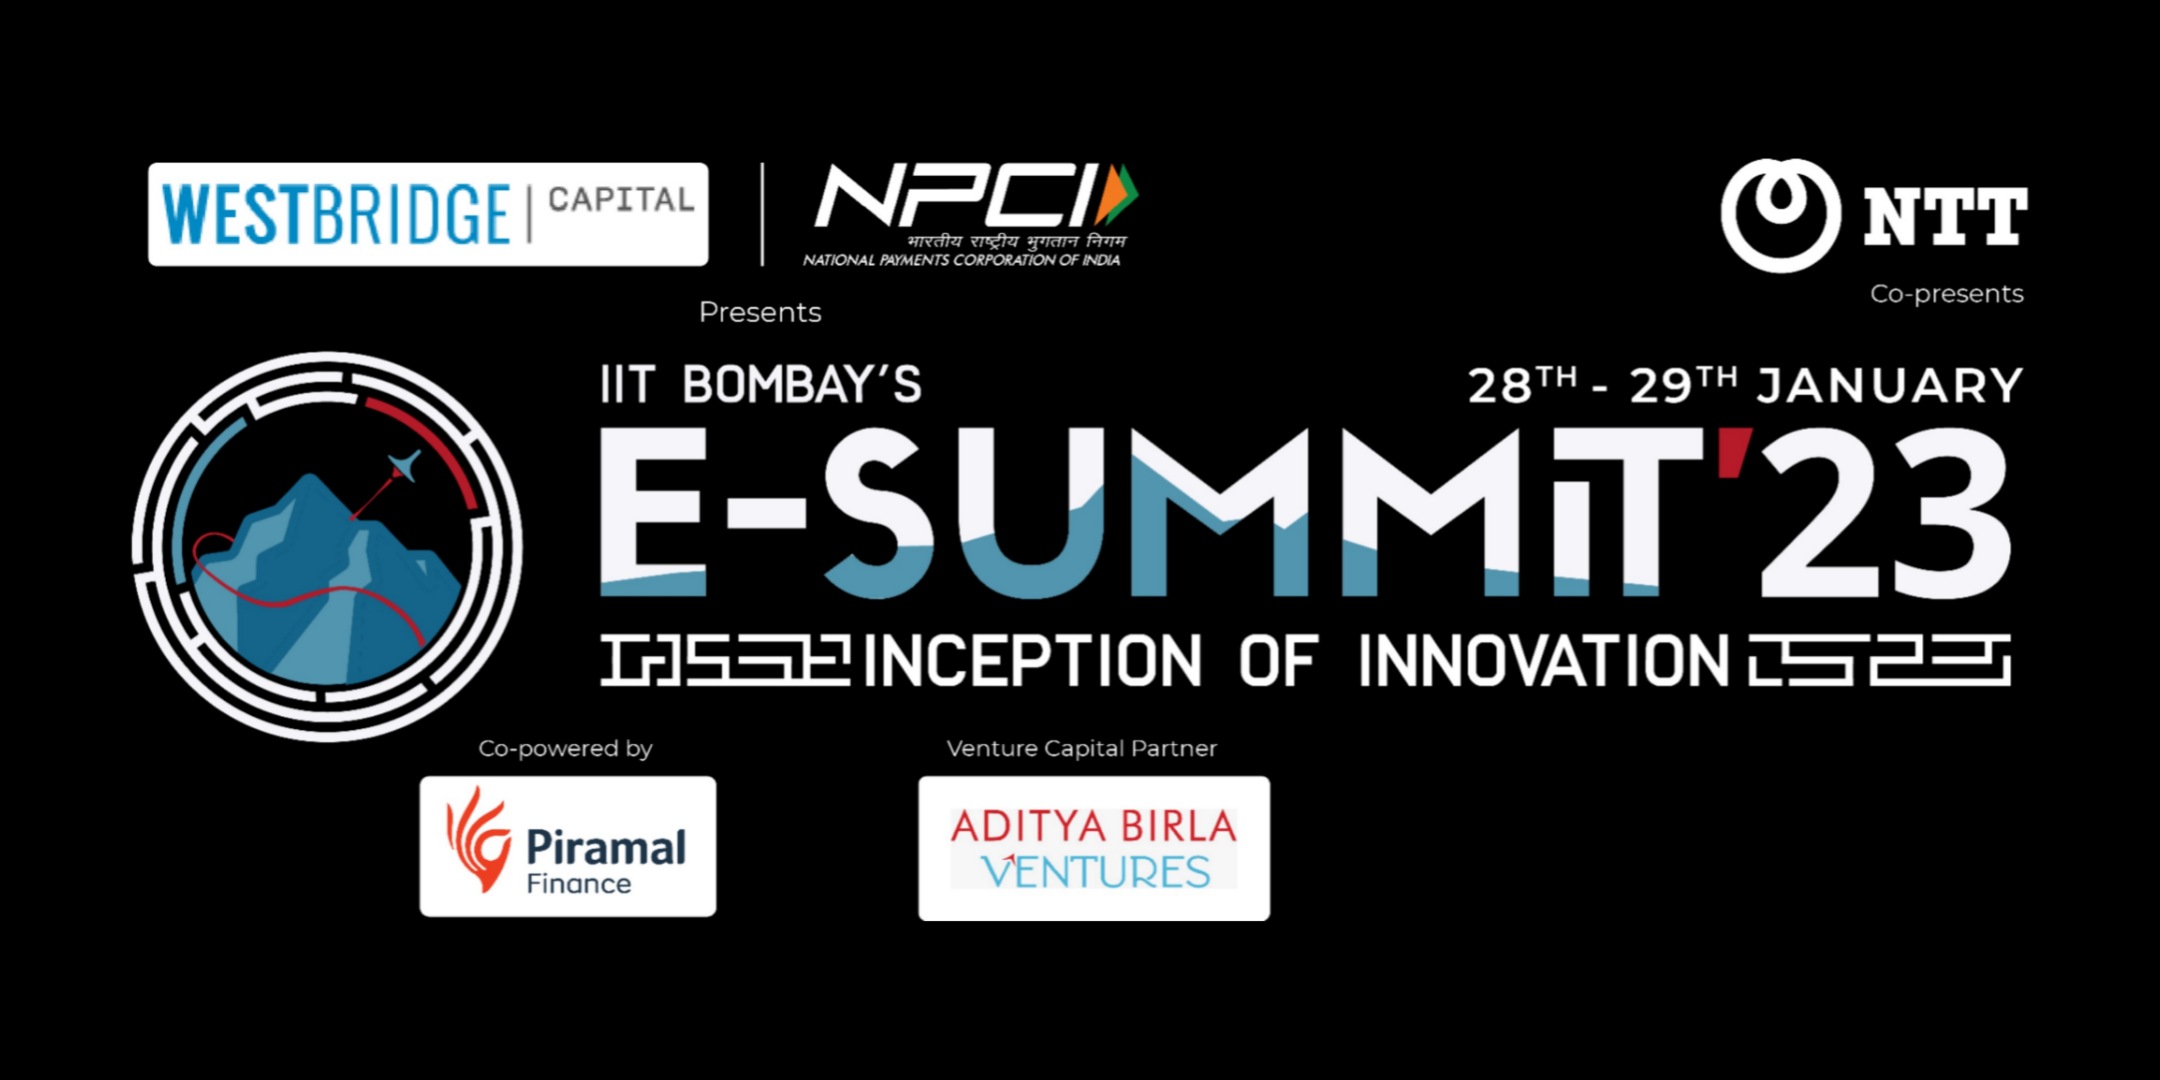 WESTBRIDGE | CAPITAL
NPCI
भारतीय राष्ट्रीय भुगतान निगम
NATIONAL PAYMENTS CORPORATION OF INDIA
Presents
NTT
Co-presents
IIT BOMBAY'S
28TH - 29TH JANUARY
E-SUMMiT'23
INCEPTION OF INNOVATION
Co-powered by
Piramal
Finance
Venture Capital Partner
ADITYA BIRLA
VENTURES